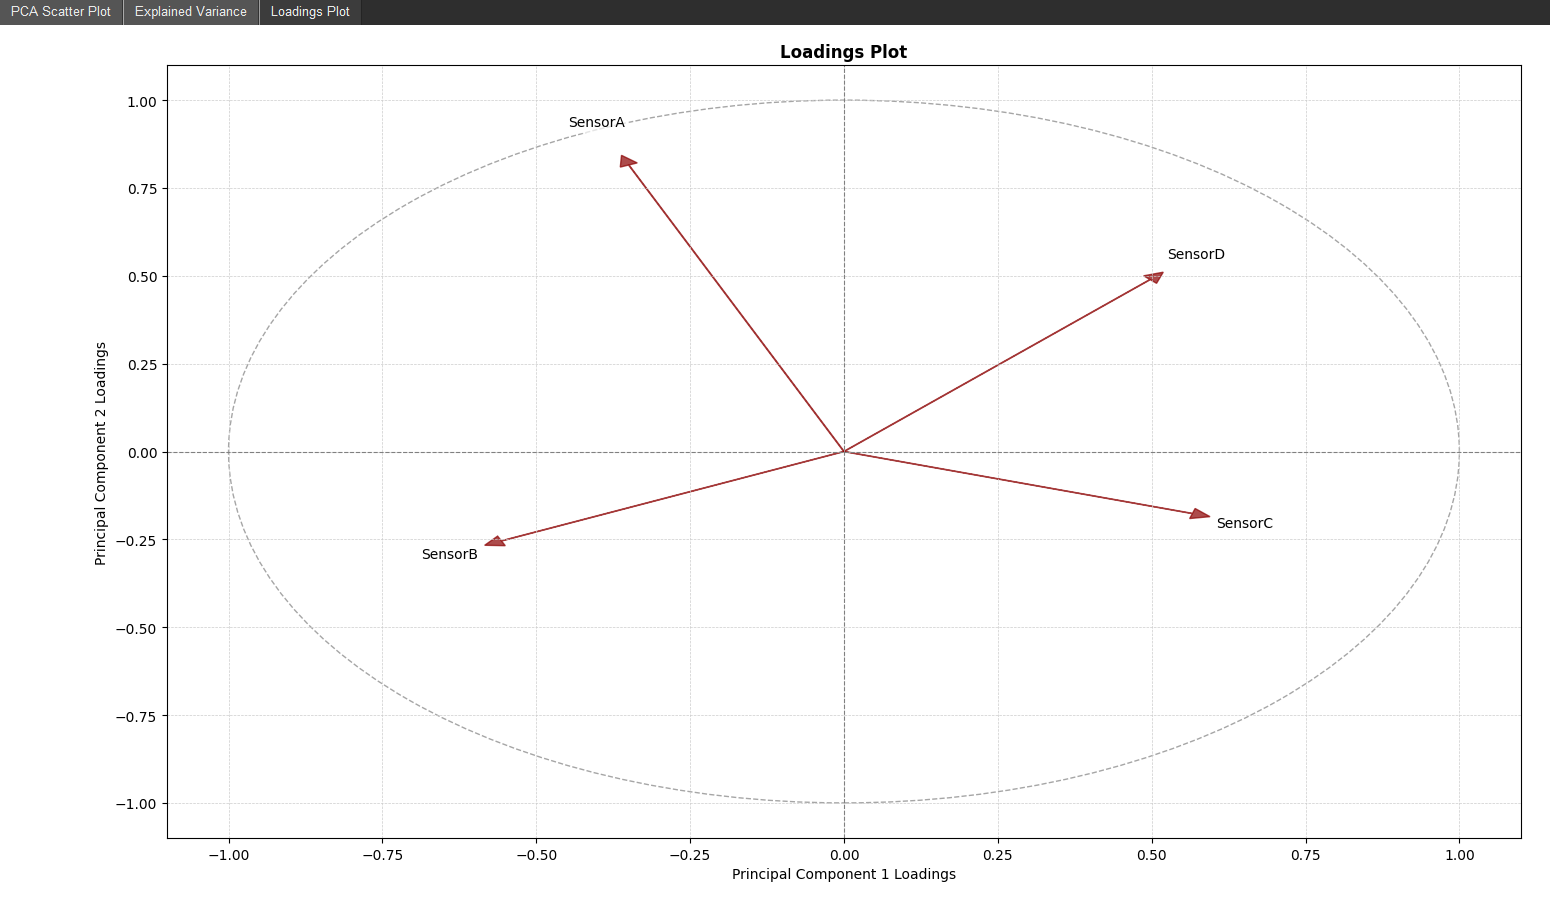 PCA Scatter Plot
Explained Variance
Loadings Plot
Loadings Plot
1.00
0.75
0.50
0.25
0.00
−0.25
−0.50
−0.75
−1.00
Principal Component 2 Loadings
SensorA
SensorD
SensorC
SensorB
−1.00
−0.75
−0.50
−0.25
0.00
0.25
0.50
0.75
1.00
Principal Component 1 Loadings